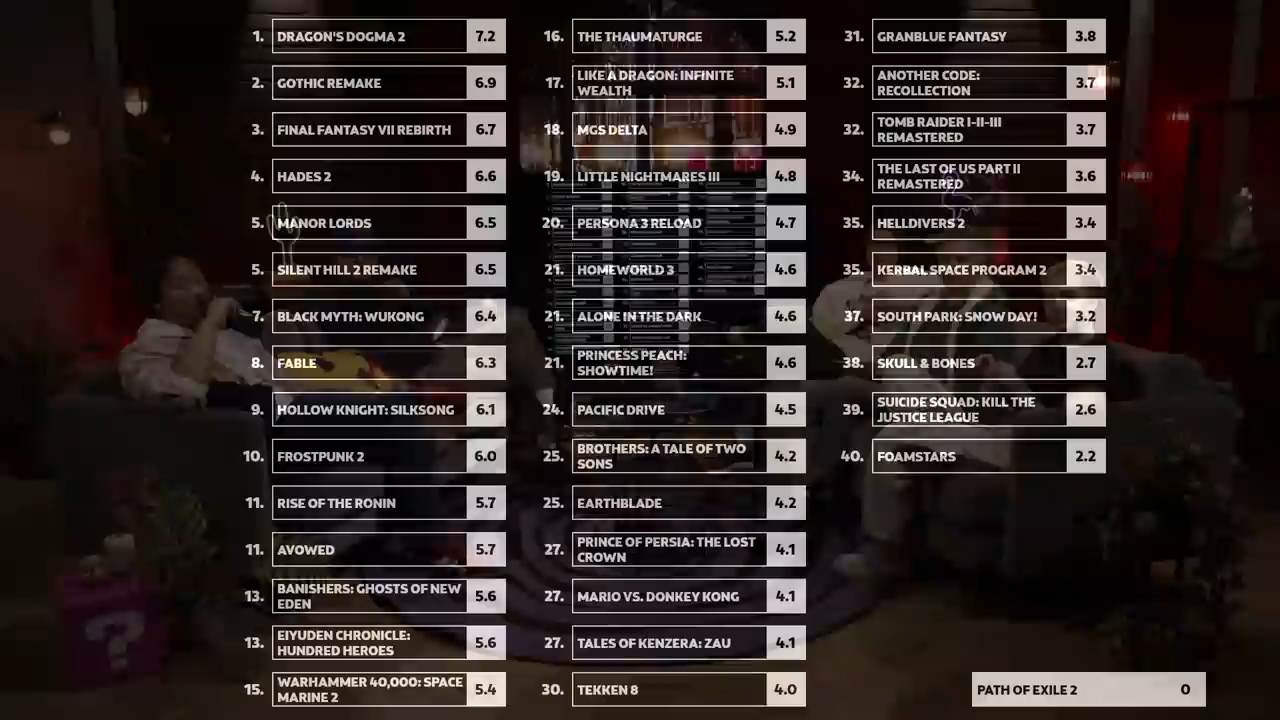 1. DRAGON'S DOGMA 2 7.2
2. GOTHIC REMAKE 6.9
3. FINAL FANTASY VII REBIRTH 6.7
4. HADES 2 6.6
5. MANOR LORDS 6.5
5. SILENT HILL 2 REMAKE 6.5
7. BLACK MYTH: WUKONG 6.4
8. FABLE 6.3
9. HOLLOW KNIGHT: SILKSONG 6.1
10. FROSTPUNK 2 6.0
11. RISE OF THE RONIN 5.7
11. AVOWED 5.7
13. BANISHERS: GHOSTS OF NEW
EDEN 5.6
13. EIYUDEN CHRONICLE:
HUNDRED HEROES 5.6
15. WARHAMMER 40,000: SPACE
MARINE 2 5.4
16. THE THAUMATURGE 5.2
17. LIKE A DRAGON: INFINITE
WEALTH 5.1
18. MGS DELTA 4.9
19. LITTLE NIGHTMARES III 4.8
20. PERSONA 3 RELOAD 4.7
21. HOMEWORLD 3 4.6
21. ALONE IN THE DARK 4.6
21. PRINCESS PEACH:
SHOWTIME! 4.6
24. PACIFIC DRIVE 4.5
25. BROTHERS: A TALE OF TWO
SONS 4.2
25. EARTHBLADE 4.2
27. PRINCE OF PERSIA: THE LOST
CROWN 4.1
27. MARIO VS. DONKEY KONG 4.1
27. TALES OF KENZERA: ZAU 4.1
30. TEKKEN 8 4.0
31. GRANBLUE FANTASY 3.8
32. ANOTHER CODE:
RECOLLECTION 3.7
32. TOMB RAIDER I-II-III
REMASTERED 3.7
34. THE LAST OF US PART II
REMASTERED 3.6
35. HELLDIVERS 2 3.4
35. KERBAL SPACE PROGRAM 2 3.4
37. SOUTH PARK: SNOW DAY! 3.2
38. SKULL & BONES 2.7
39. SUICIDE SQUAD: KILL THE
JUSTICE LEAGUE 2.6
40. FOAMSTARS 2.2
PATH OF EXILE 2 0
?